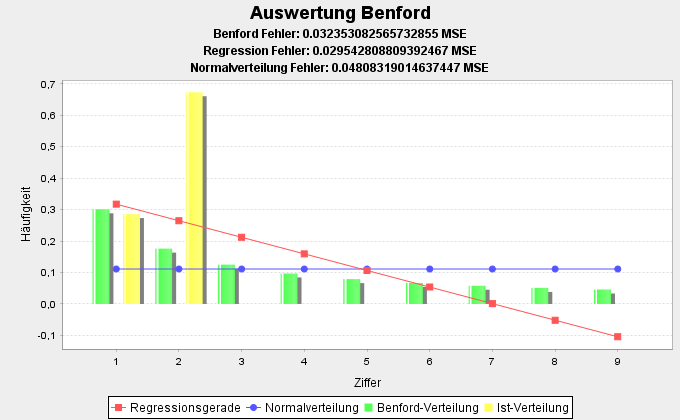 Auswertung Benford
Benford Fehler: 0.032353082565732855 MSE
Regression Fehler: 0.029542808809392467 MSE
Normalverteilung Fehler: 0.04808319014637447 MSE
0,7
0,6
0,5
0,4
0,3
0,2
0,1
0,0
-0,1
Häufigkeit
1 2 3 4 5 6 7 8 9
Ziffer
Regressionsgerade Normalverteilung Benford-Verteilung Ist-Verteilung